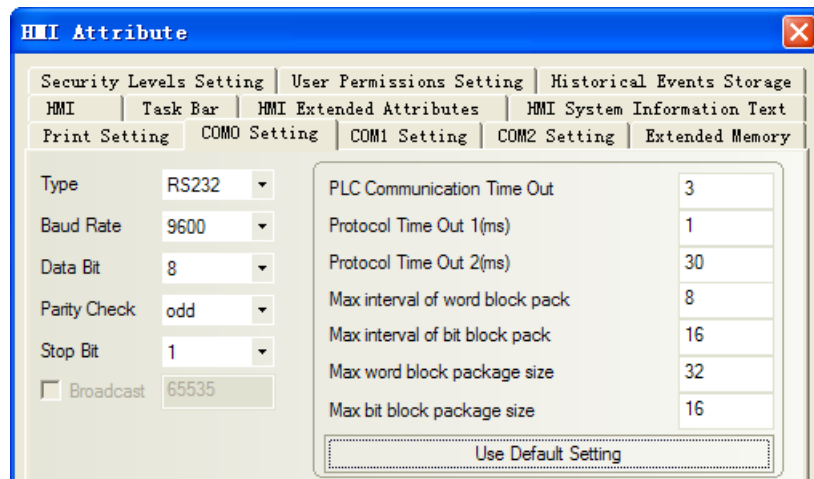 HMI Attribute
Security Levels Setting User Permissions Setting Historical Events Storage
HMI Task Bar HMI Extended Attributes HMI System Information Text
Print Setting COM0 Setting COM1 Setting COM2 Setting Extended Memory
Type RS232
Baud Rate 9600
Data Bit 8
Parity Check odd
Stop Bit 1
Broadcast 65535
PLC Communication Time Out 3
Protocol Time Out 1(ms) 1
Protocol Time Out 2(ms) 30
Max interval of word block pack 8
Max interval of bit block pack 16
Max word block package size 32
Max bit block package size 16
Use Default Setting